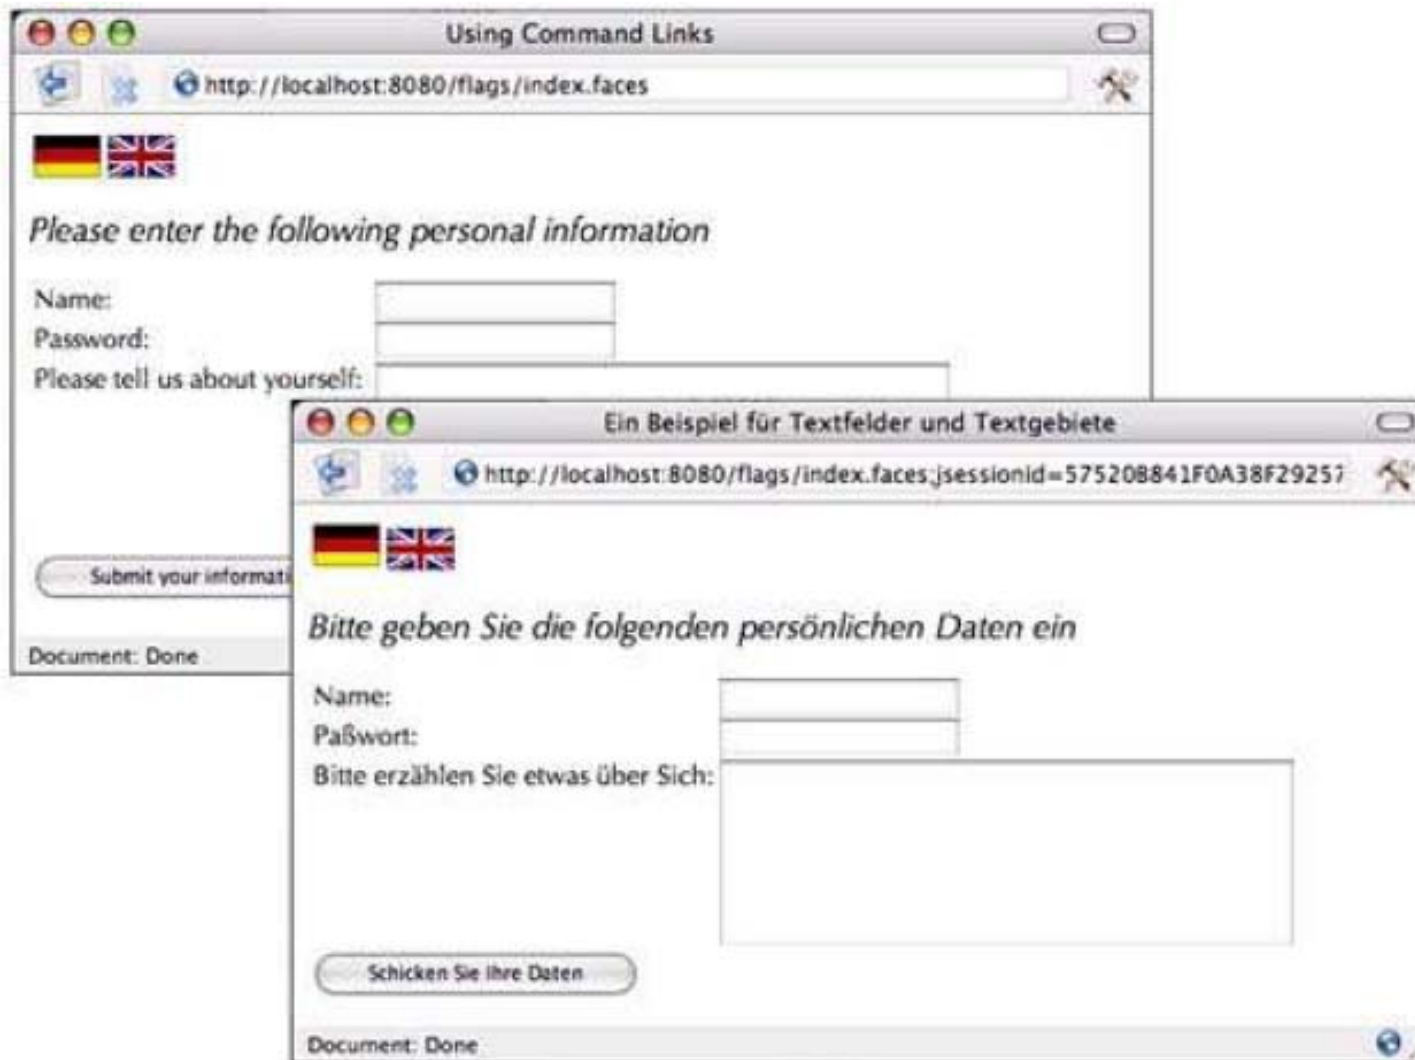 Using Command Links
http://localhost:8080/flags/index.faces
Please enter the following personal information
Name:
Password:
Please tell us about yourself:
Submit your informati
Document: Done
Ein Beispiel für Textfelder und Textgebiete
http://localhost:8080/flags/index.faces;jsessionid=575208841F0A38F29257
Bitte geben Sie die folgenden persönlichen Daten ein
Name:
Paßwort:
Bitte erzählen Sie etwas über Sich:
Schicken Sie Ihre Daten
Document: Done